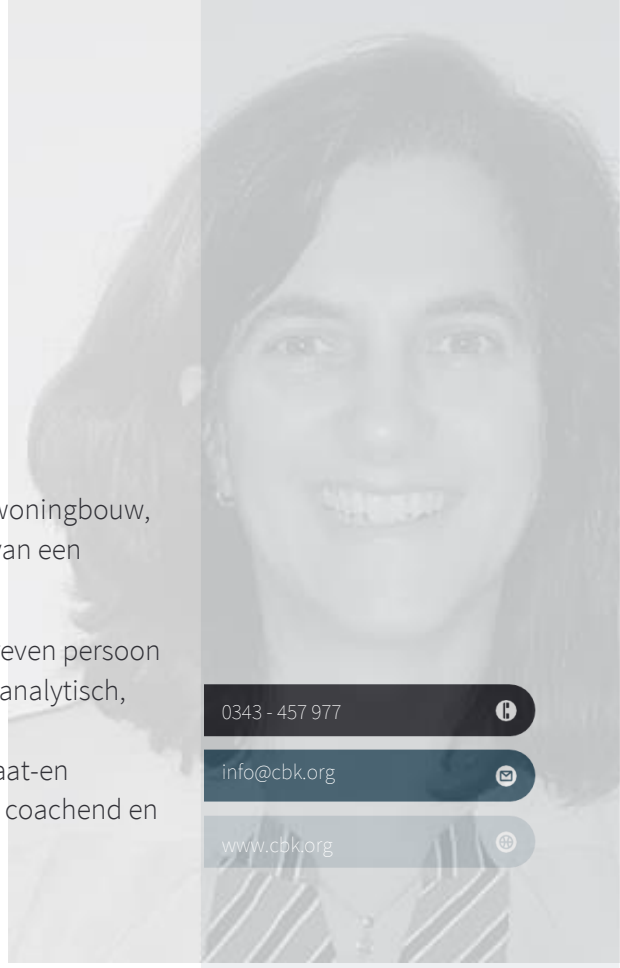 woningbouw,
van een
even persoon
analytisch,
aat-en
coachend en
0343 - 457 977
info@cbk.org
www.cbk.org